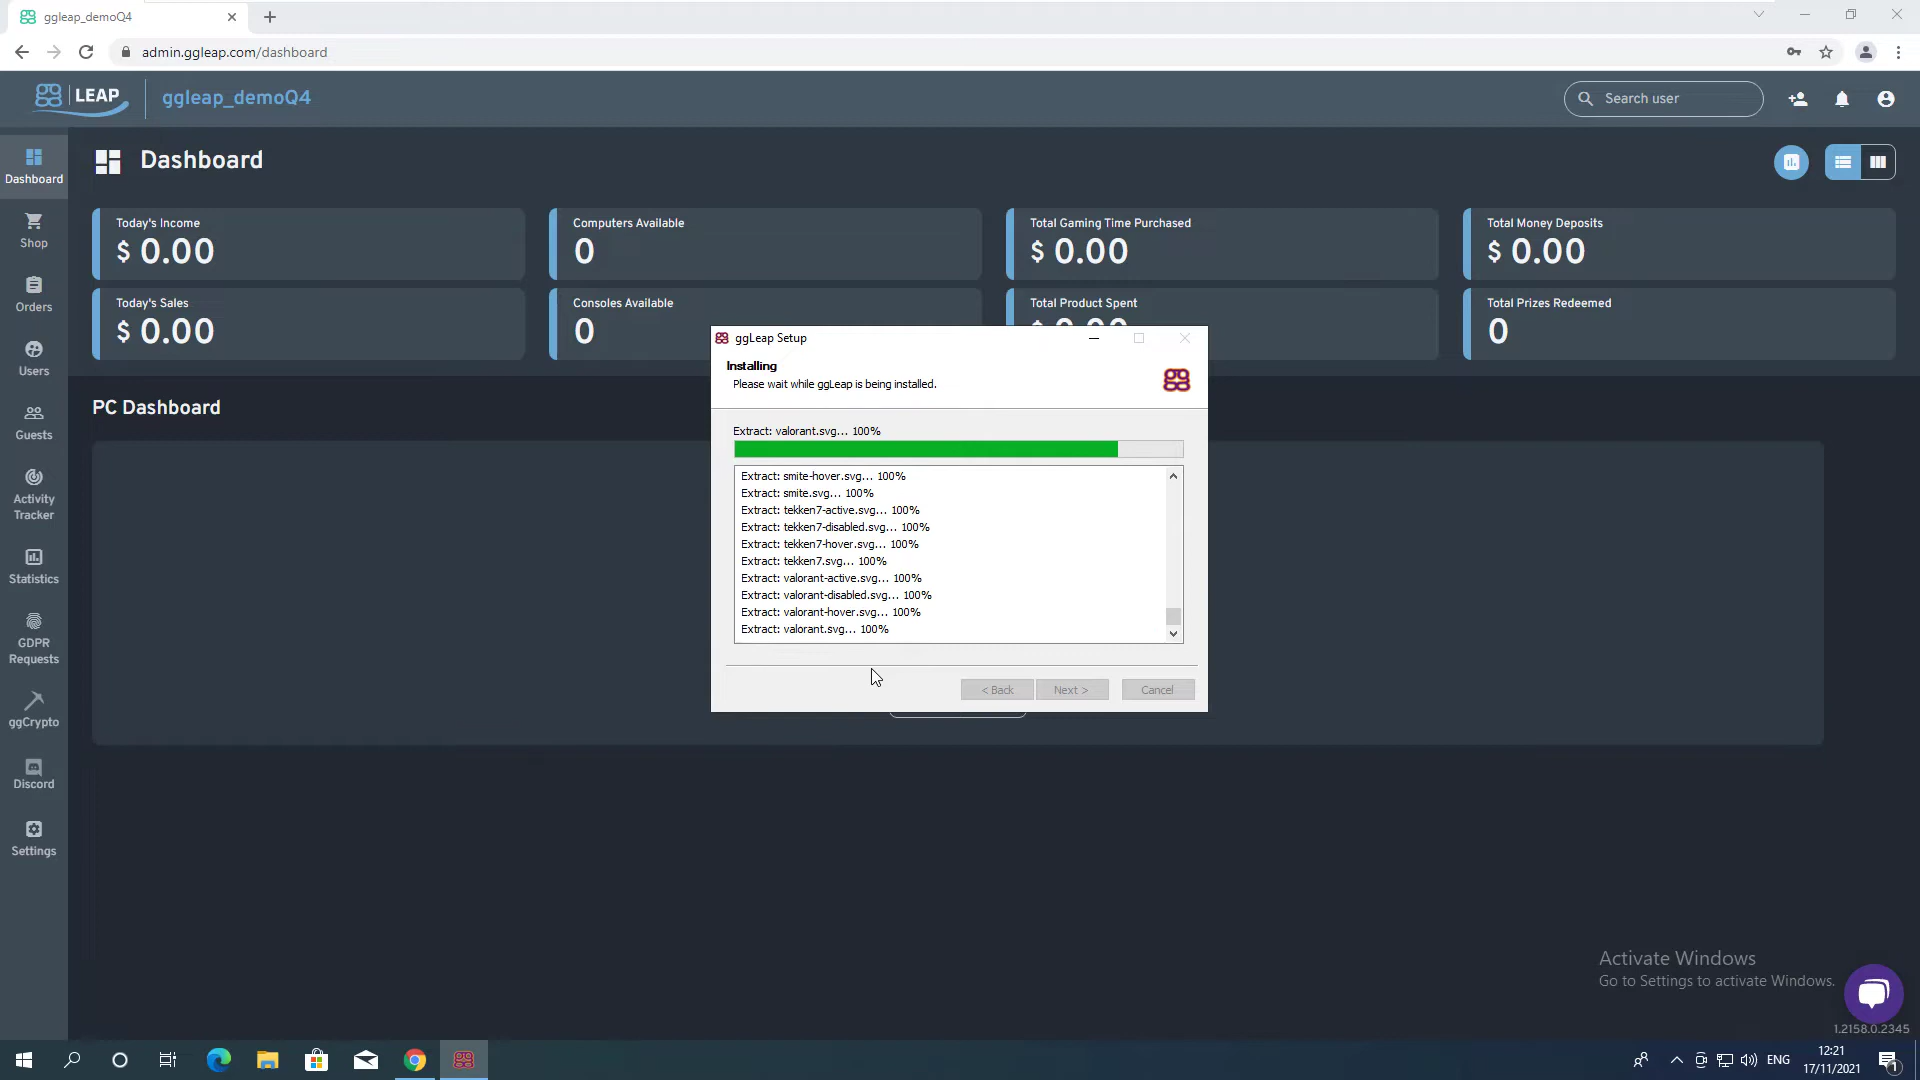 ggleap_demoQ4
admin.ggleap.com/dashboard
LEAP
ggleap_demoQ4
Search user
Dashboard
Shop
Orders
Users
Guests
Activity
Tracker
Statistics
GDPR
Requests
ggCrypto
Discord
Settings
Dashboard
Today's Income
$ 0.00
Computers Available
0
Total Gaming Time Purchased
$ 0.00
Total Money Deposits
$ 0.00
Today's Sales
$ 0.00
Consoles Available
0
Total Product Spent
Total Prizes Redeemed
0
PC Dashboard
ggLeap Setup
Installing
Please wait while ggLeap is being installed.
Extract: valorant.svg... 100%
Extract: smite-hover.svg... 100%
Extract: smite.svg... 100%
Extract: tekken7-active.svg... 100%
Extract: tekken7-disabled.svg... 100%
Extract: tekken7-hover.svg... 100%
Extract: tekken7.svg... 100%
Extract: valorant-active.svg... 100%
Extract: valorant-disabled.svg... 100%
Extract: valorant-hover.svg... 100%
Extract: valorant.svg... 100%
< Back
Next >
Cancel
Activate Windows
Go to Settings to activate Windows.
1.2158.0.2345
ENG
12:21
17/11/2021
1